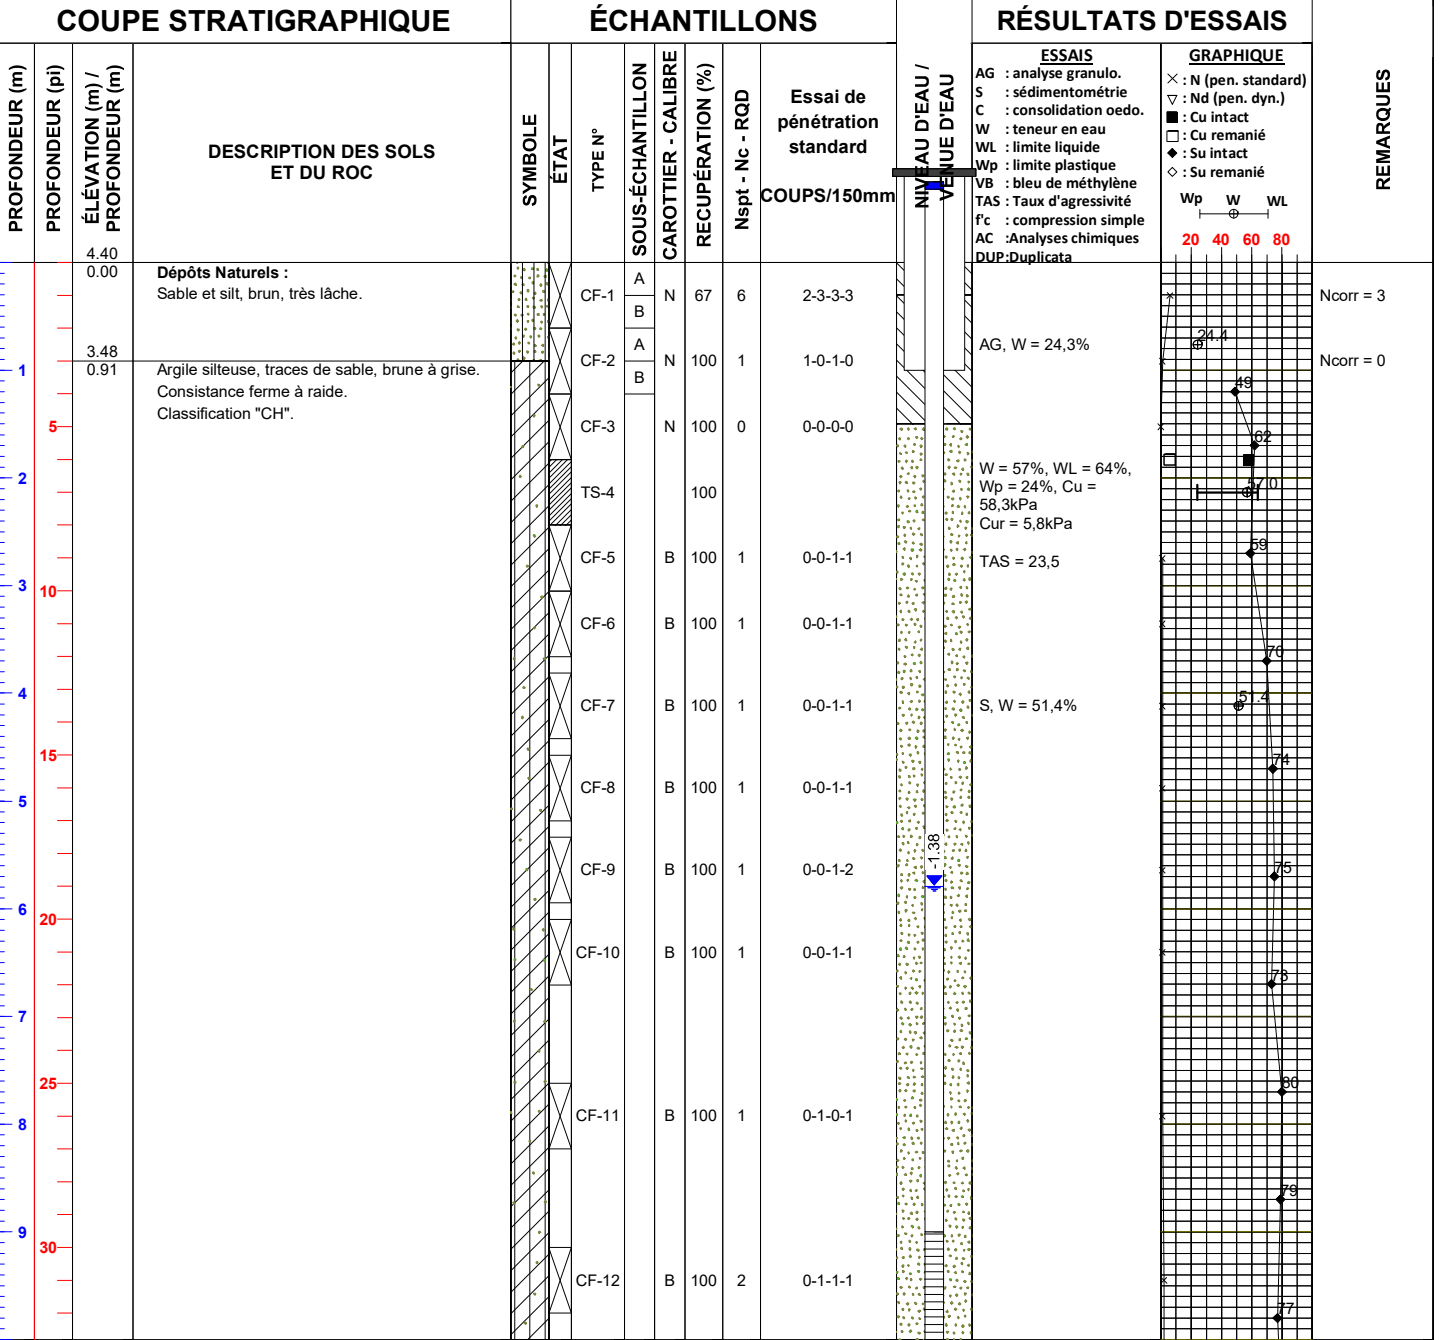 COUPE STRATIGRAPHIQUE
ÉCHANTILLONS
RÉSULTATS D'ESSAIS
PROFONDEUR (m)
PROFONDEUR (pi)
ÉLÉVATION (m) /
PROFONDEUR (m)
DESCRIPTION DES SOLS
ET DU ROC
SYMBOLE
ÉTAT
TYPE N°
SOUS-ÉCHANTILLON
CAROTTIER - CALIBRE
RECUPÉRATION (%)
Nspt - Nc - RQD
Essai de
pénétration
standard
COUPS/150mm
NIVEAU D'EAU /
VENUE D'EAU
ESSAIS
AG : analyse granulo.
S : sédimentométrie
C : consolidation oedo.
W : teneur en eau
WL : limite liquide
Wp : limite plastique
VB : bleu de méthylène
TAS : Taux d'agressivité
f'c : compression simple
AC :Analyses chimiques
DUP:Duplicata
GRAPHIQUE
× : N (pen. standard)
▽ : Nd (pen. dyn.)
■ : Cu intact
□ : Cu remanié
◆ : Su intact
◇ : Su remanié
Wp W WL
20 40 60 80
REMARQUES
4.40
0.00
Dépôts Naturels :
Sable et silt, brun, très lâche.
3.48
0.91
Argile silteuse, traces de sable, brune à grise.
Consistance ferme à raide.
Classification "CH".
CF-1 A B N 67 6 2-3-3-3 Ncorr = 3
CF-2 A B N 100 1 1-0-1-0 AG, W = 24,3% 24.4 Ncorr = 0
49
CF-3 N 100 0 0-0-0-0
62
TS-4 100
W = 57%, WL = 64%,
Wp = 24%, Cu =
58,3kPa
Cur = 5,8kPa
57.0
CF-5 B 100 1 0-0-1-1 TAS = 23,5 59
CF-6 B 100 1 0-0-1-1
70
CF-7 B 100 1 0-0-1-1 S, W = 51,4% 51.4
74
CF-8 B 100 1 0-0-1-1
-1.38
CF-9 B 100 1 0-0-1-2 75
CF-10 B 100 1 0-0-1-1
73
80
CF-11 B 100 1 0-1-0-1
79
CF-12 B 100 2 0-1-1-1
77
1
2
3
4
5
6
7
8
9
5
10
15
20
25
30